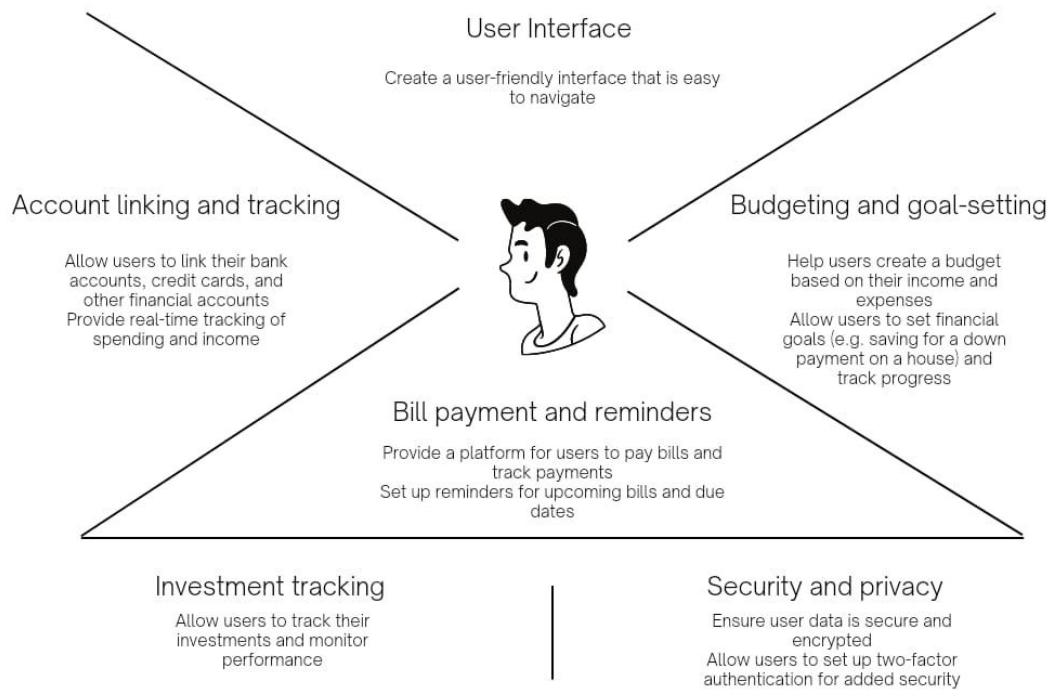 User Interface
Create a user-friendly interface that is easy
to navigate
Account linking and tracking
Allow users to link their bank
accounts, credit cards, and
other financial accounts
Provide real-time tracking of
spending and income
Budgeting and goal-setting
Help users create a budget
based on their income and
expenses
Allow users to set financial
goals (e.g. saving for a down
payment on a house) and
track progress
Bill payment and reminders
Provide a platform for users to pay bills and
track payments
Set up reminders for upcoming bills and due
dates
Investment tracking
Allow users to track their
investments and monitor
performance
Security and privacy
Ensure user data is secure and
encrypted
Allow users to set up two-factor
authentication for added security